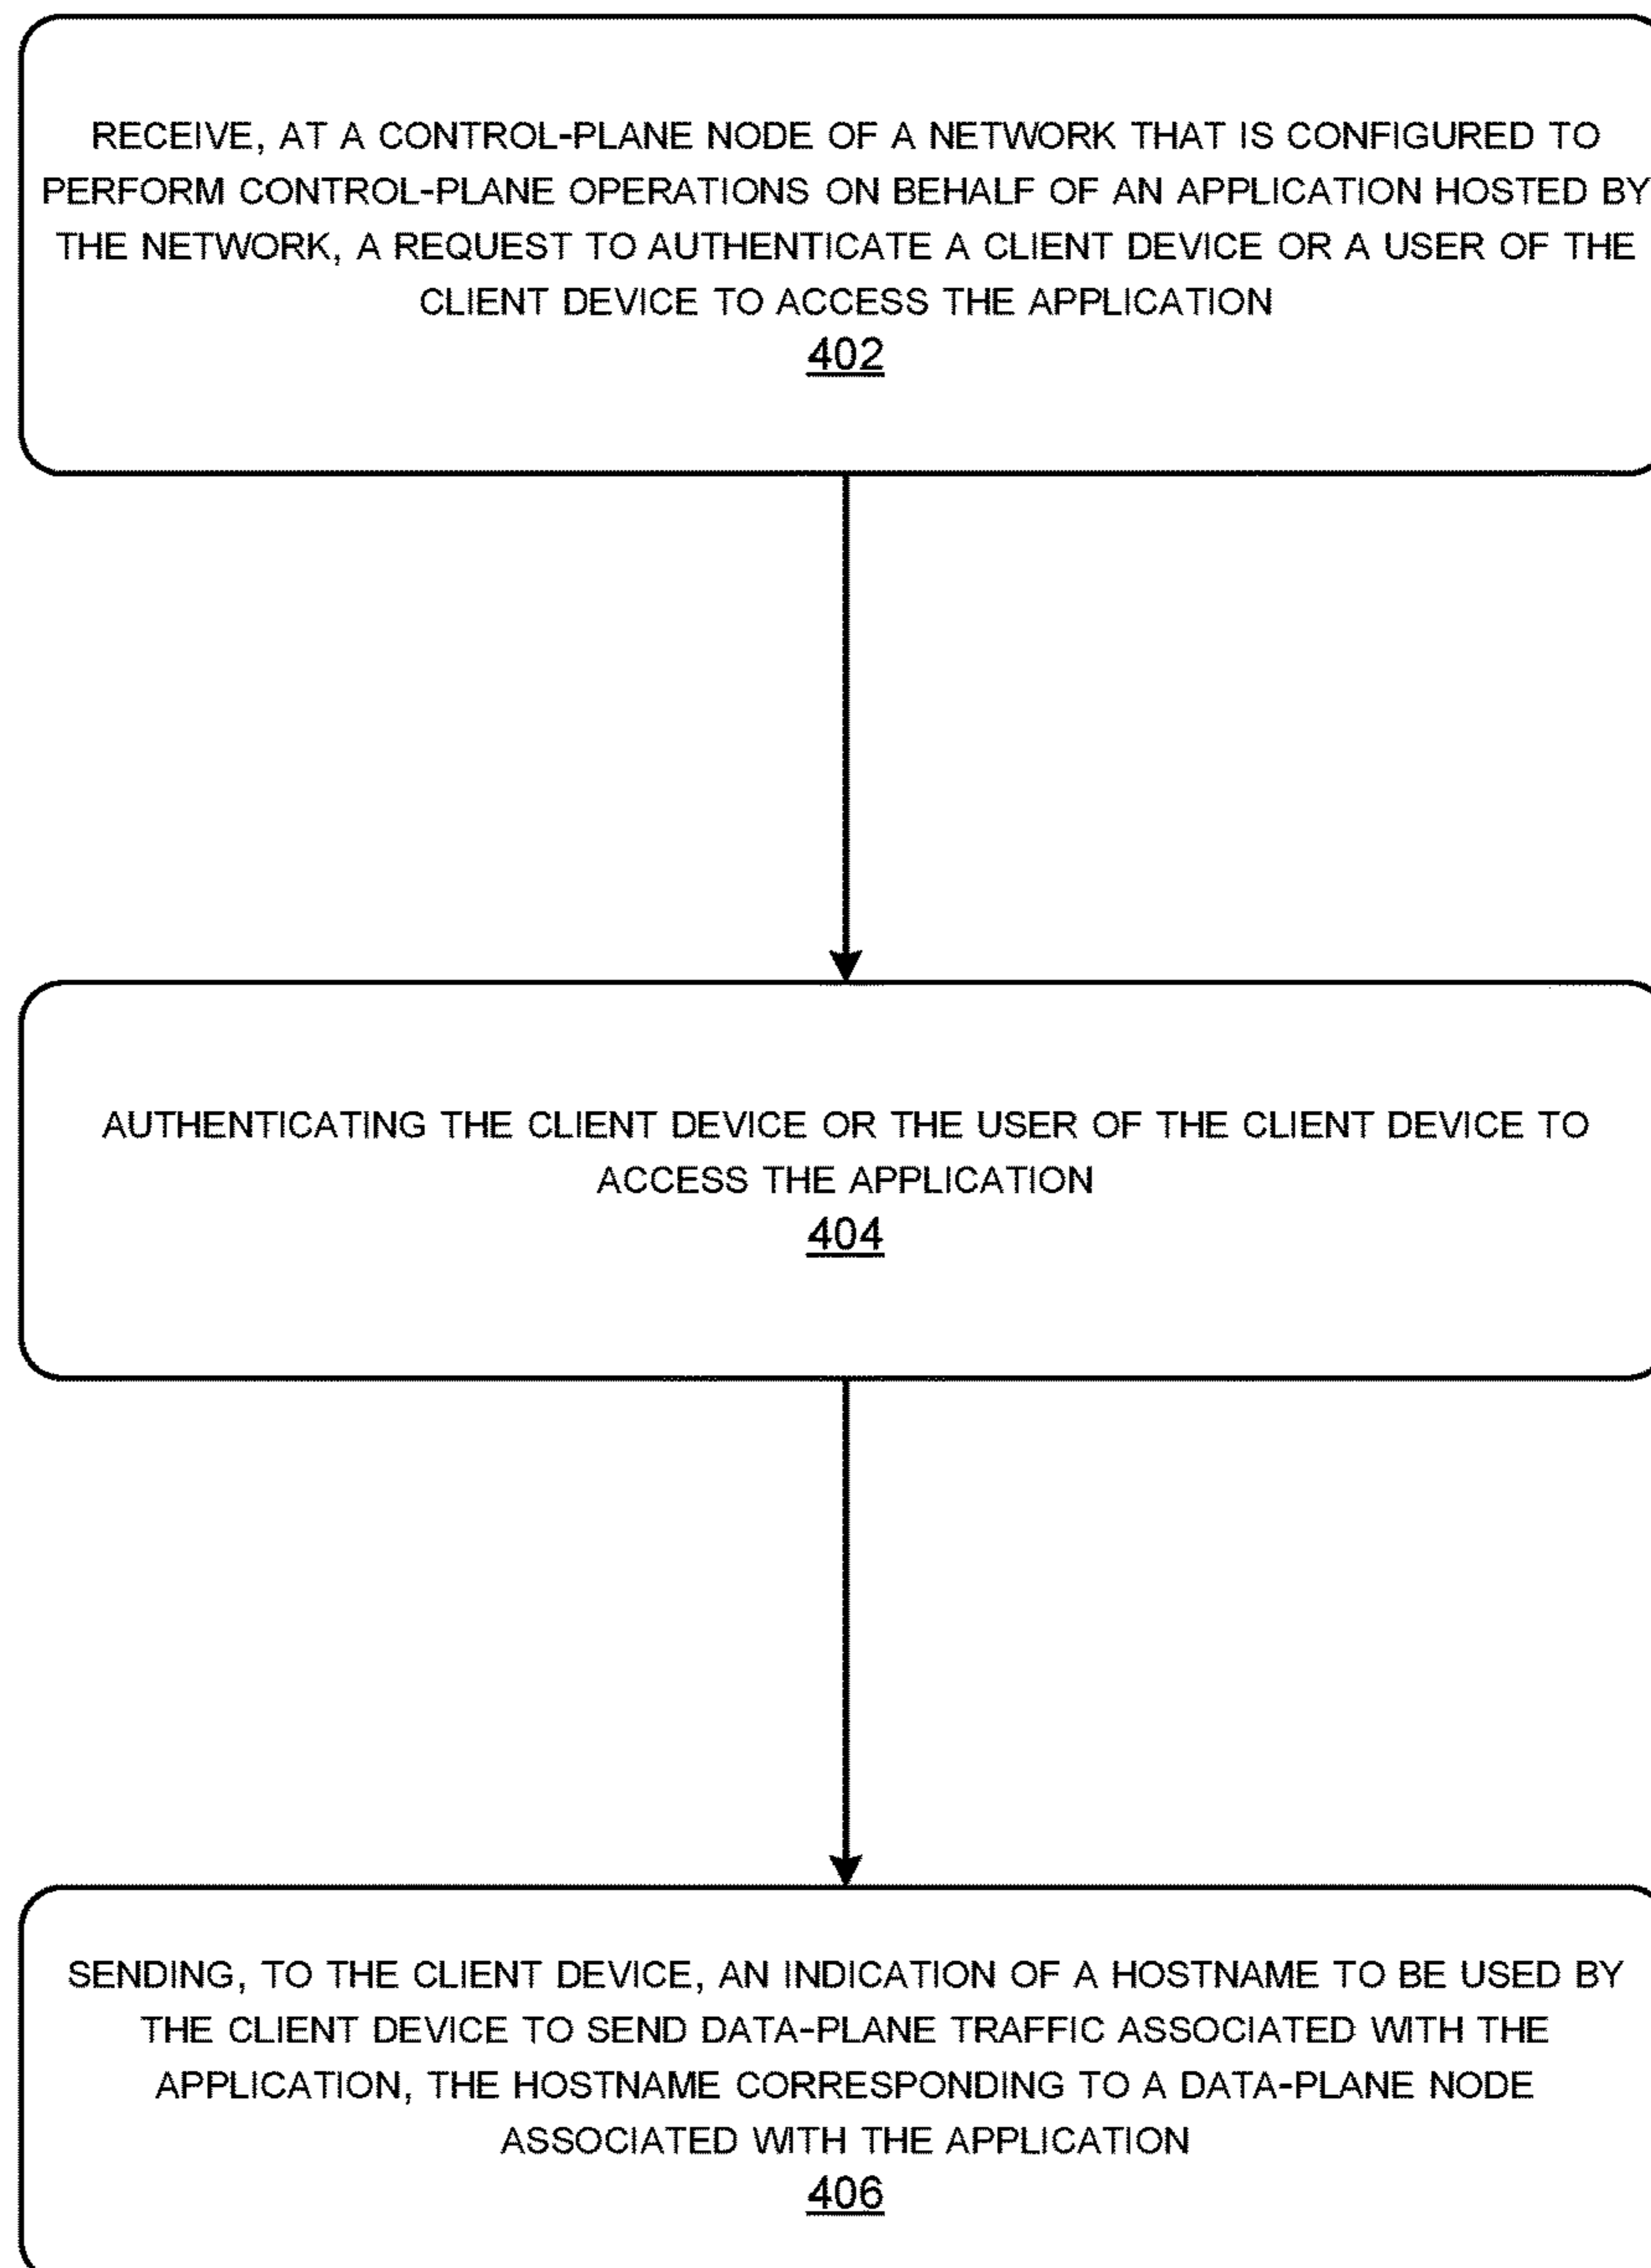 RECEIVE, AT A CONTROL-PLANE NODE OF A NETWORK THAT IS CONFIGURED TO
PERFORM CONTROL-PLANE OPERATIONS ON BEHALF OF AN APPLICATION HOSTED BY
THE NETWORK, A REQUEST TO AUTHENTICATE A CLIENT DEVICE OR A USER OF THE
CLIENT DEVICE TO ACCESS THE APPLICATION
402
AUTHENTICATING THE CLIENT DEVICE OR THE USER OF THE CLIENT DEVICE TO
ACCESS THE APPLICATION
404
SENDING, TO THE CLIENT DEVICE, AN INDICATION OF A HOSTNAME TO BE USED BY
THE CLIENT DEVICE TO SEND DATA-PLANE TRAFFIC ASSOCIATED WITH THE
APPLICATION, THE HOSTNAME CORRESPONDING TO A DATA-PLANE NODE
ASSOCIATED WITH THE APPLICATION
406